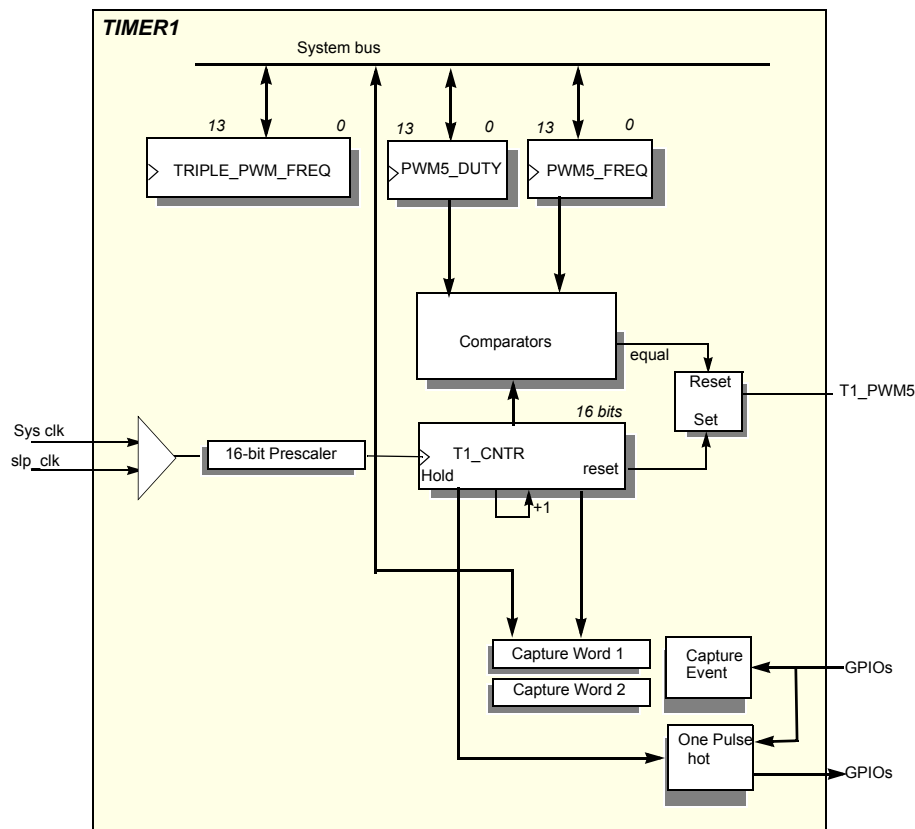 TIMER1
System bus
13 0
13 0
13 0
TRIPLE_PWM_FREQ
PWM5_DUTY
PWM5_FREQ
Comparators
equal
Reset
Set
T1_PWM5
16 bits
Sys clk
slp_clk
16-bit Prescaler
T1_CNTR
Hold
reset
+1
Capture Word 1
Capture Word 2
Capture
Event
GPIOs
One Pulse
hot
GPIOs